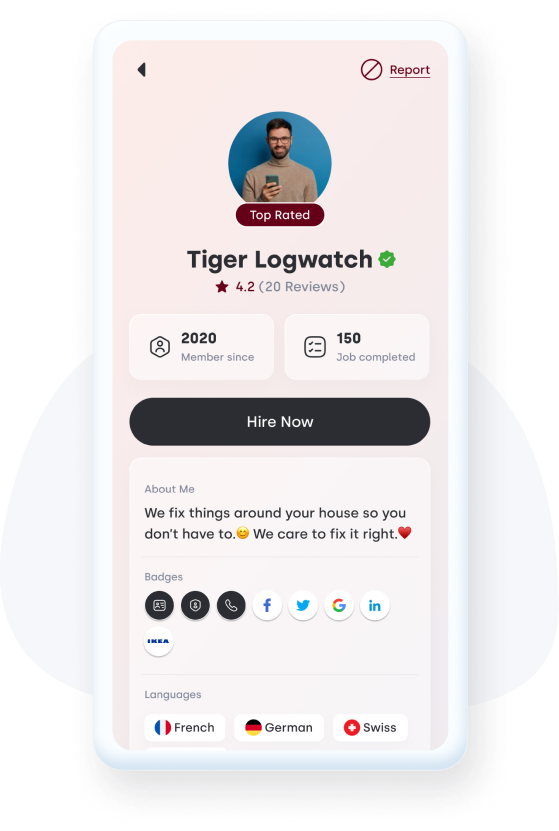 Report
Top Rated
Tiger Logwatch
4.2 (20 Reviews)
2020
Member since
150
Job completed
Hire Now
About Me
We fix things around your house so you
don’t have to.😊 We care to fix it right.♥️
Badges
IKEA
Languages
French
German
Swiss